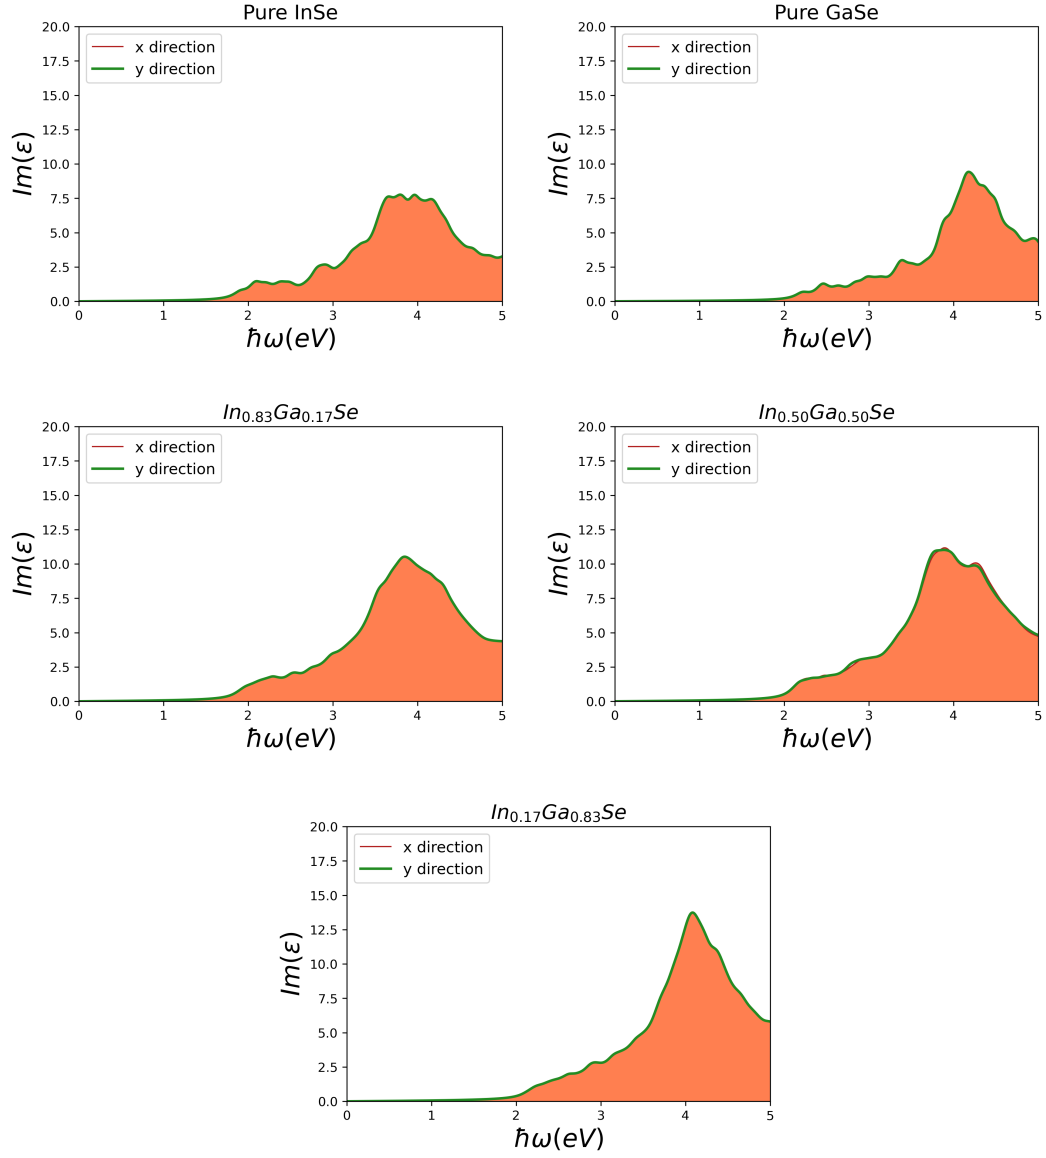 Pure InSe
20.0
17.5
15.0
12.5
10.0
7.5
5.0
2.5
0.0
Im(ε)
x direction
y direction
0 1 2 3 4 5
ħω(eV)
Pure GaSe
20.0
17.5
15.0
12.5
10.0
7.5
5.0
2.5
0.0
Im(ε)
x direction
y direction
0 1 2 3 4 5
ħω(eV)
In₀.₈₃Ga₀.₁₇Se
20.0
17.5
15.0
12.5
10.0
7.5
5.0
2.5
0.0
Im(ε)
x direction
y direction
0 1 2 3 4 5
ħω(eV)
In₀.₅₀Ga₀.₅₀Se
20.0
17.5
15.0
12.5
10.0
7.5
5.0
2.5
0.0
Im(ε)
x direction
y direction
0 1 2 3 4 5
ħω(eV)
In₀.₁₇Ga₀.₈₃Se
20.0
17.5
15.0
12.5
10.0
7.5
5.0
2.5
0.0
Im(ε)
x direction
y direction
0 1 2 3 4 5
ħω(eV)